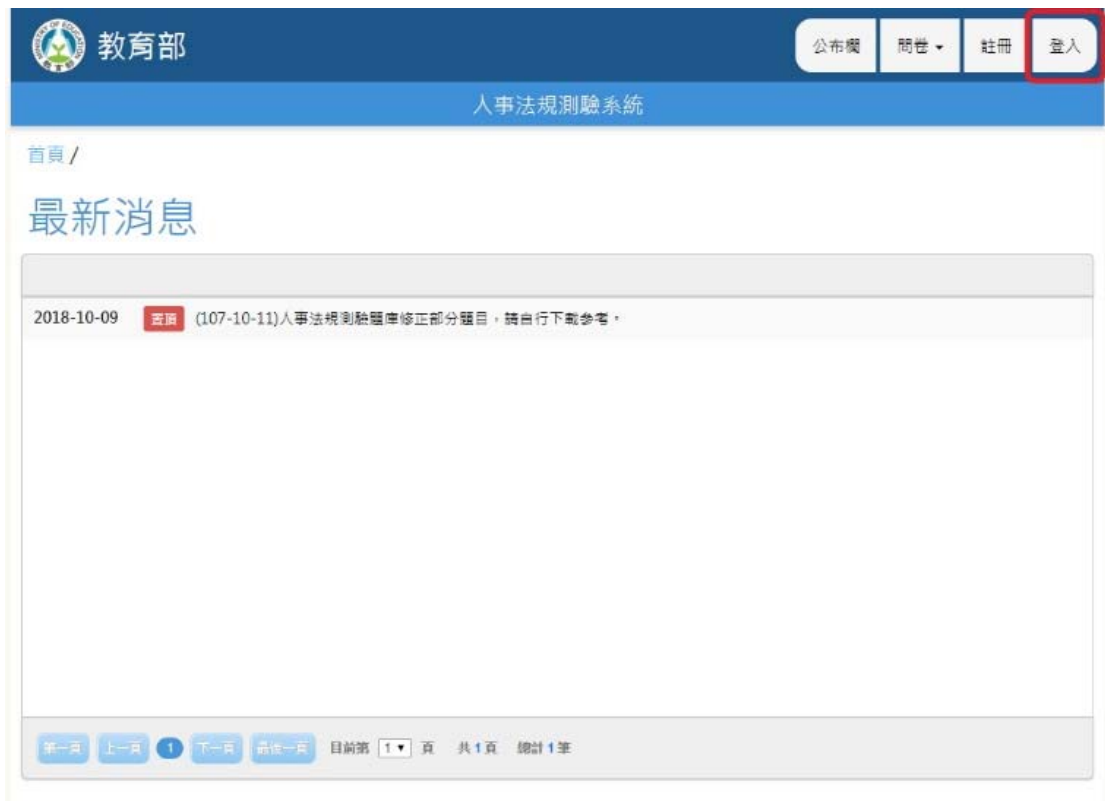 教育部
公布欄 問卷 註冊 登入
人事法規測驗系統
首頁 /
最新消息
2018-10-09 置頂 (107-10-11)人事法規測驗題庫修正部分題目，請自行下載參考。
第一頁 上一頁 1 下一頁 最後一頁 目前第 1 頁 共 1 頁 總計 1 筆